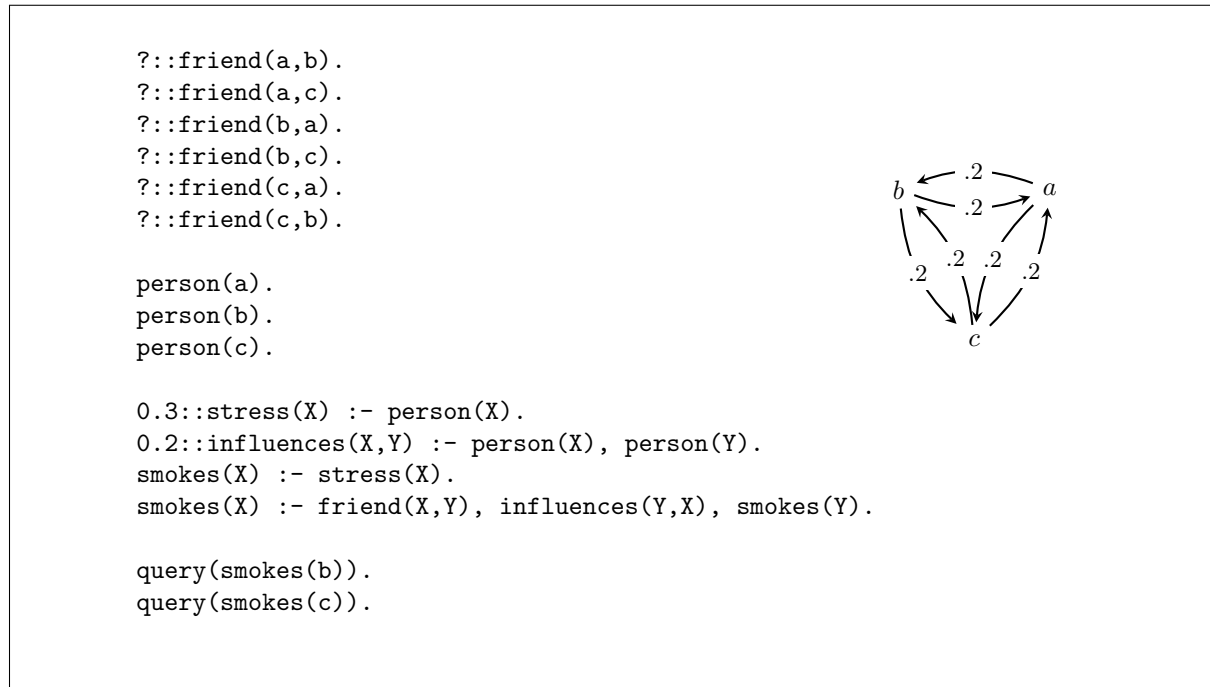 ?::friend(a,b).
?::friend(a,c).
?::friend(b,a).
?::friend(b,c).
?::friend(c,a).
?::friend(c,b).
person(a).
person(b).
person(c).
0.3::stress(X) :- person(X).
0.2::influences(X,Y) :- person(X), person(Y).
smokes(X) :- stress(X).
smokes(X) :- friend(X,Y), influences(Y,X), smokes(Y).
query(smokes(b)).
query(smokes(c)).
.2
b a
.2
.2 .2
.2 .2
c